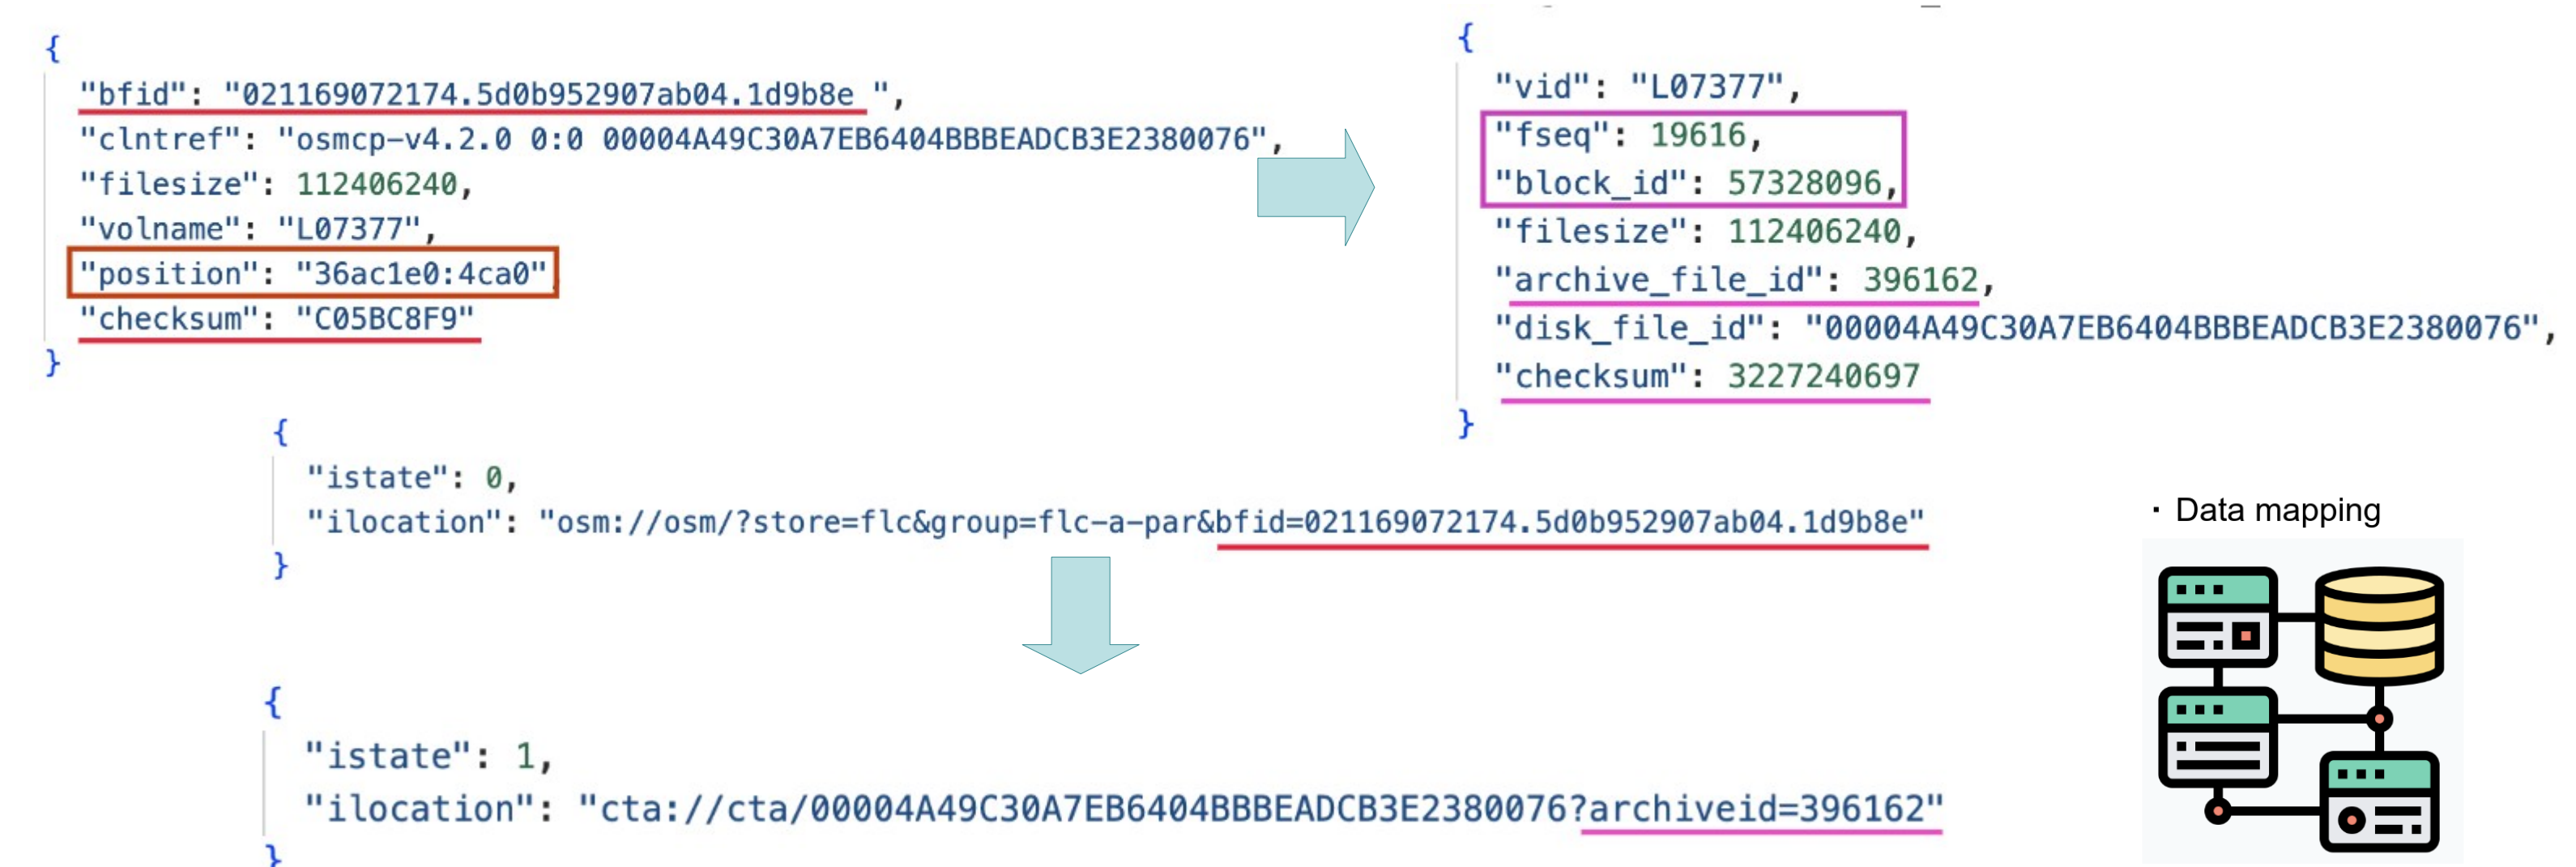 {
"bfid": "021169072174.5d0b952907ab04.1d9b8e ",
"clntref": "osmcp-v4.2.0 0:0 00004A49C30A7EB6404BBBEADCB3E2380076",
"filesize": 112406240,
"volname": "L07377",
"position": "36ac1e0:4ca0"
"checksum": "C05BC8F9"
}
{
"vid": "L07377",
"fseq": 19616,
"block_id": 57328096,
"filesize": 112406240,
"archive_file_id": 396162,
"disk_file_id": "00004A49C30A7EB6404BBBEADCB3E2380076",
"checksum": 3227240697
}
{
"istate": 0,
"ilocation": "osm://osm/?store=flc&group=flc-a-par&bfid=021169072174.5d0b952907ab04.1d9b8e"
}
{
"istate": 1,
"ilocation": "cta://cta/00004A49C30A7EB6404BBBEADCB3E2380076?archiveid=396162"
}
· Data mapping